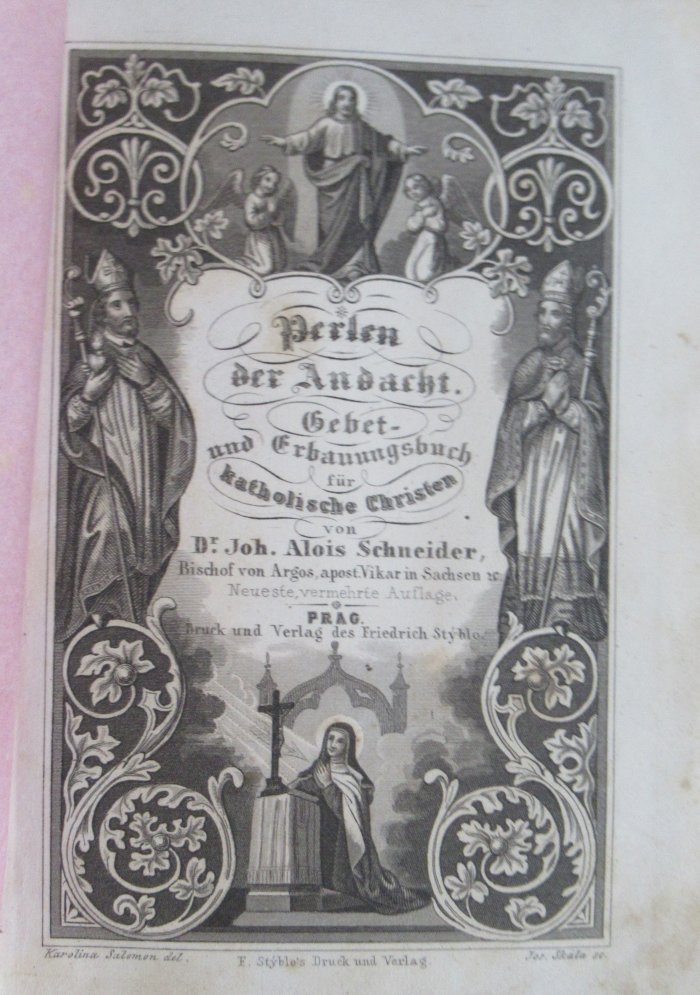 Perlen
der Andacht.
Gebet-
und Erbauungsbuch
für
katholische Christen
von
Dr. Joh. Alois Schneider,
Bischof von Argos, apost. Vikar in Sachsen ꝛc.
Neueste, vermehrte Auflage.
PRAG.
Druck und Verlag des Friedrich Stýblo.
Karolina Salomon del.
F. Stýblo's Druck und Verlag
Jos. Skala sc.